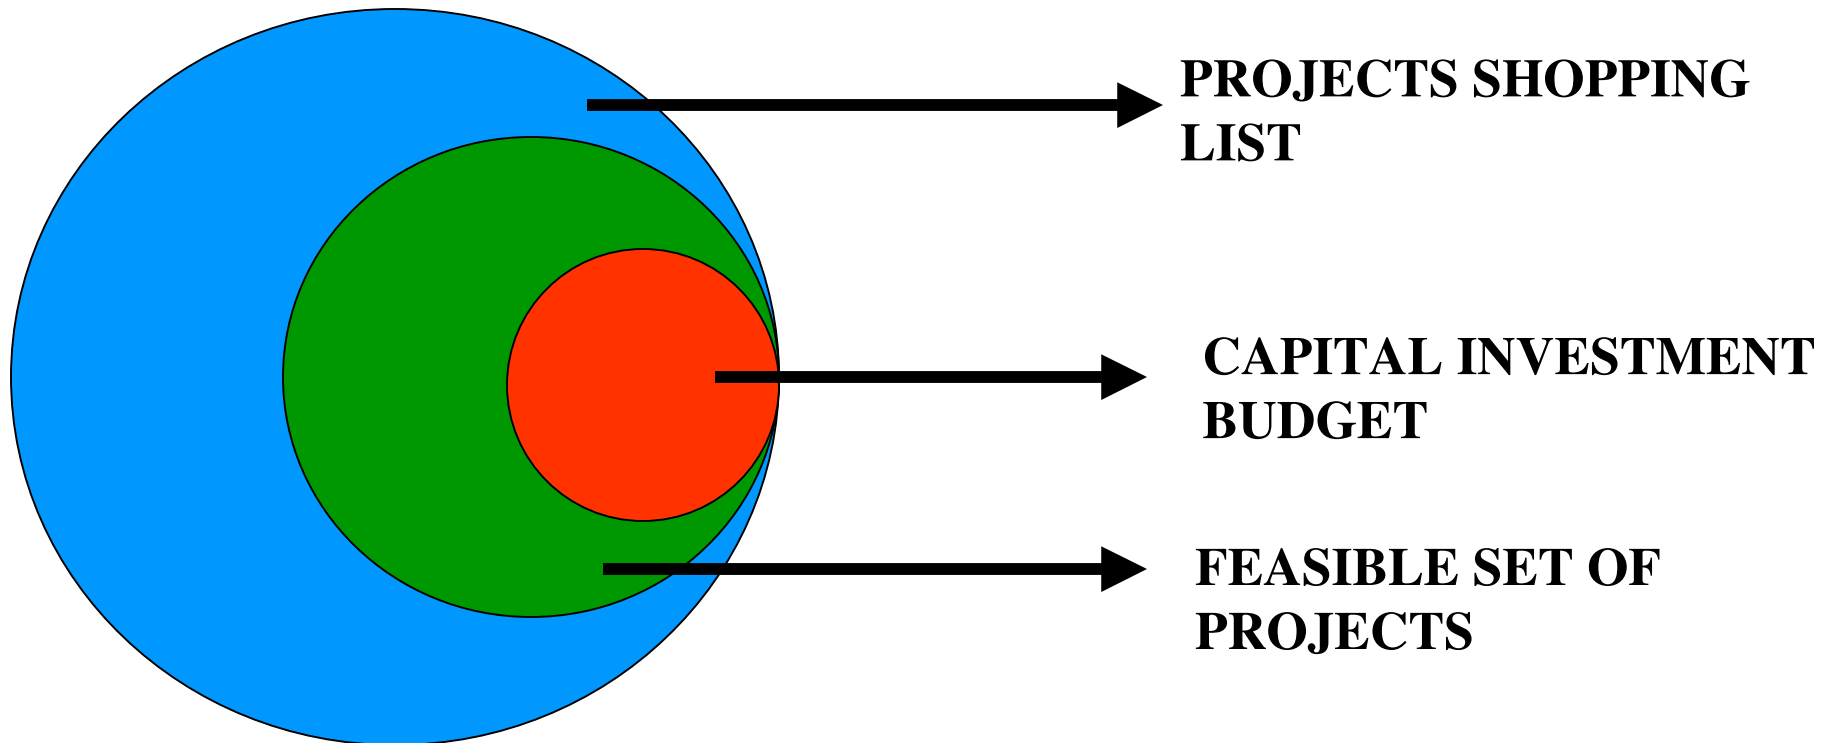 PROJECTS SHOPPING
LIST
CAPITAL INVESTMENT
BUDGET
FEASIBLE SET OF
PROJECTS